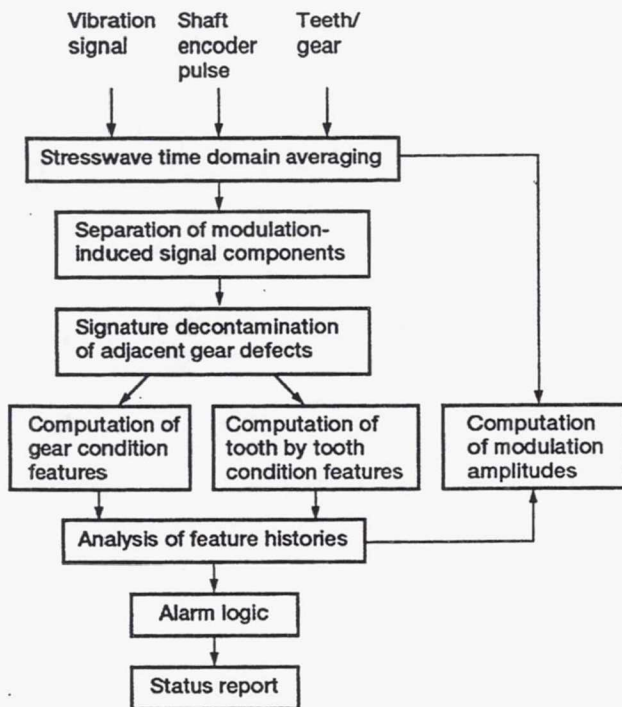 Vibration
signal
Shaft
encoder
pulse
Teeth/
gear
Stresswave time domain averaging
Separation of modulation-
induced signal components
Signature decontamination
of adjacent gear defects
Computation of
gear condition
features
Computation of
tooth by tooth
condition features
Computation
of modulation
amplitudes
Analysis of feature histories
Alarm logic
Status report